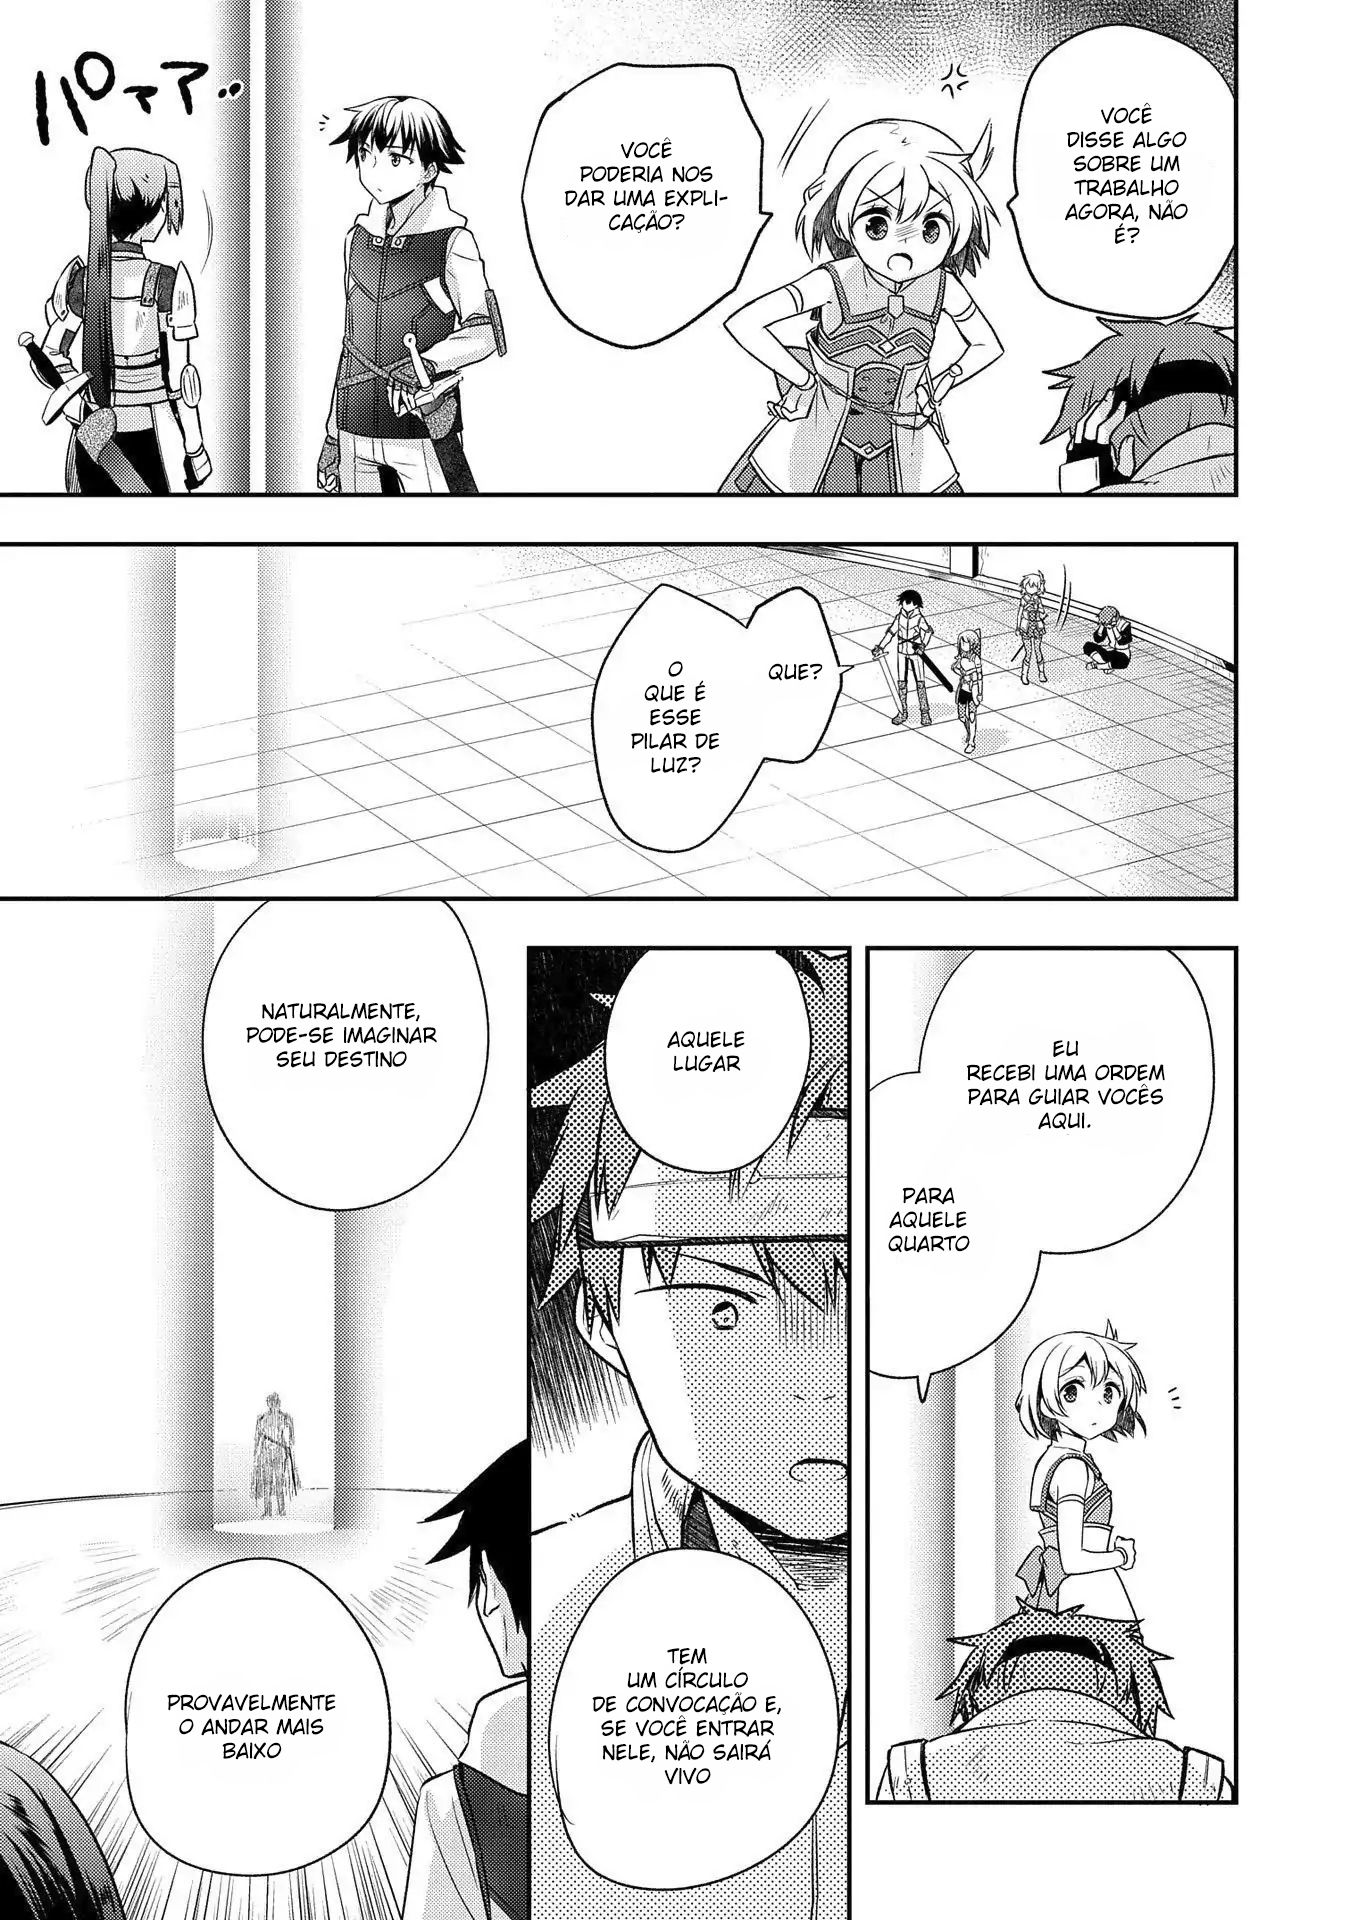 VOCÊ
DISSE ALGO
SOBRE UM
TRABALHO
AGORA, NÃO
É?
VOCÊ
PODERIA NOS
DAR UMA EXPLI-
CAÇÃO?
パァァァ..
QUE?
O
QUE É
ESSE
PILAR DE
LUZ?
EU
RECEBI UMA ORDEM
PARA GUIAR VOCÊS
AQUI.
PARA
AQUELE
QUARTO
AQUELE
LUGAR
TEM
UM CÍRCULO
DE CONVOCAÇÃO E,
SE VOCÊ ENTRAR
NELE, NÃO SAIRÁ
VIVO
NATURALMENTE,
PODE-SE IMAGINAR
SEU DESTINO
PROVAVELMENTE
O ANDAR MAIS
BAIXO